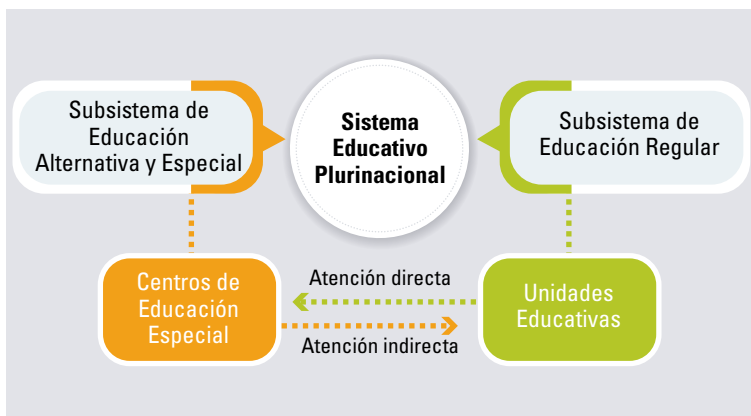 Subsistema de
Educación
Alternativa y Especial
Sistema
Educativo
Plurinacional
Subsistema de
Educación Regular
Centros de
Educación
Especial
Atención directa
Atención indirecta
Unidades
Educativas